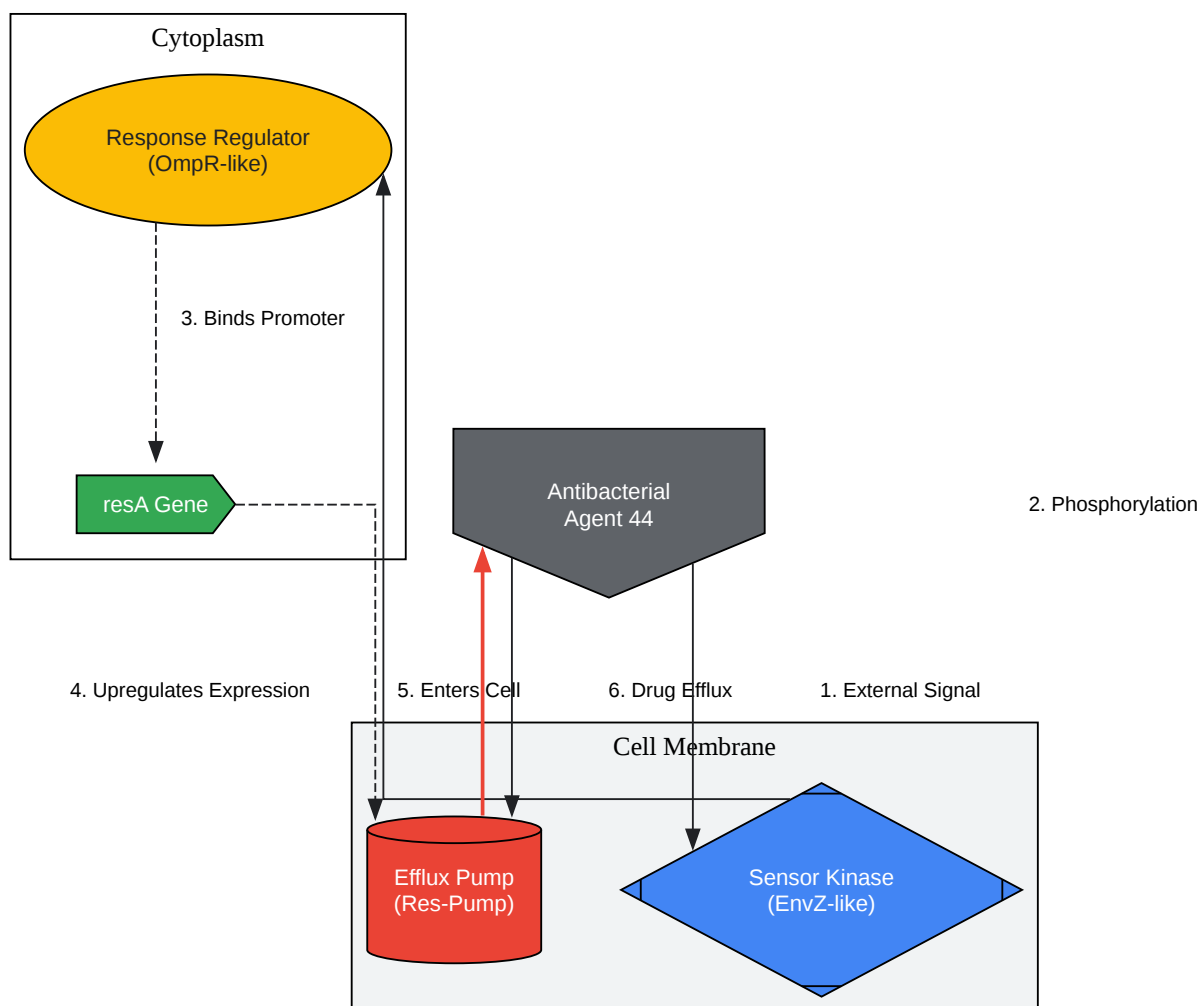 Cytoplasm
Response Regulator
(OmpR-like)
3. Binds Promoter
resA Gene
Antibacterial
Agent 44
2. Phosphorylation
4. Upregulates Expression
5. Enters Cell
6. Drug Efflux
1. External Signal
Cell Membrane
Efflux Pump
(Res-Pump)
Sensor Kinase
(EnvZ-like)